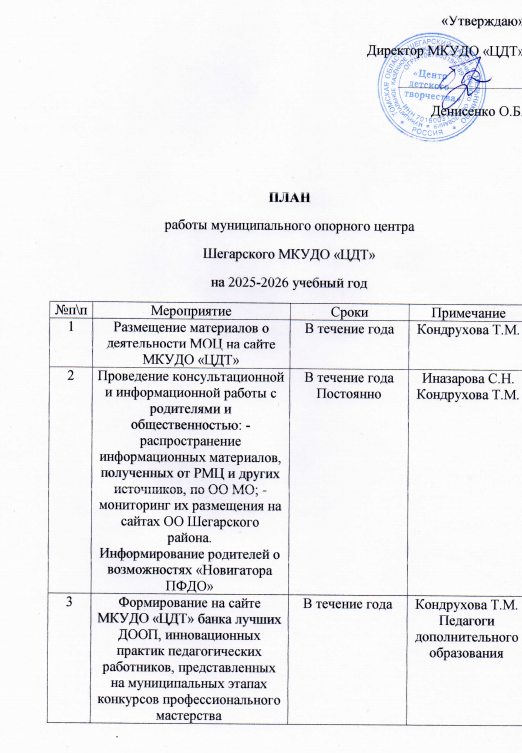 «Утверждаю»
Директор МКУДО «ЦДТ»
«Центр
детского
творчества»
РОССИЯ
Денисенко О.Б.
ПЛАН
работы муниципального опорного центра
Шегарского МКУДО «ЦДТ»
на 2025-2026 учебный год
№п\п Мероприятие Сроки Примечание
1 Размещение материалов о В течение года Кондрухова Т.М.
деятельности МОЦ на сайте
МКУДО «ЦДТ»
2 Проведение консультационной В течение года Иназарова С.Н.
и информационной работы с Постоянно Кондрухова Т.М.
родителями и
общественностью: -
распространение
информационных материалов,
полученных от РМЦ и других
источников, по ОО МО; -
мониторинг их размещения на
сайтах ОО Шегарского
района.
Информирование родителей о
возможностях «Новигатора
ПФДО»
3 Формирование на сайте В течение года Кондрухова Т.М.
МКУДО «ЦДТ» банка лучших Педагоги
ДООП, инновационных дополнительного
практик педагогических образования
работников, представленных
на муниципальных этапах
конкурсов профессионального
мастерства